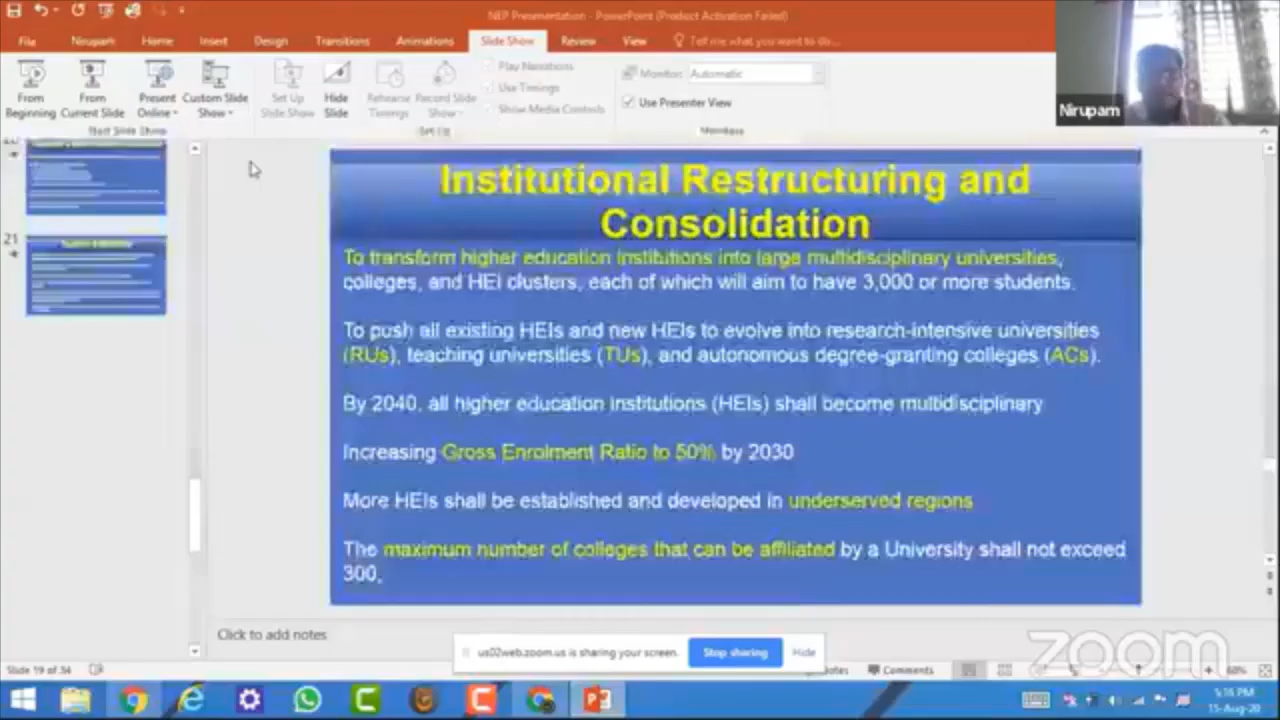 NEP Presmentation - PowerPoint (Product Activation Failed)
File Nirupam Home Insert Design Transitions Animations Slide Show Review View Tell me what you want to do...
From Beginning
From Current Slide
Present Online
Custom Slide Show
Set Up Slide Show
Hide Slide
Rehearse Timings
Record Slide Show
Play Narrations
Use Timings
Show Media Controls
Monitor: Automatic
Use Presenter View
Start Slide Show
Set Up
Monitors
Nirupam
21
Institutional Restructuring and
Consolidation
To transform higher education institutions into large multidisciplinary universities,
colleges, and HEI clusters, each of which will aim to have 3,000 or more students.
To push all existing HEIs and new HEIs to evolve into research-intensive universities
(RUs), teaching universities (TUs), and autonomous degree-granting colleges (ACs).
By 2040, all higher education institutions (HEIs) shall become multidisciplinary
Increasing Gross Enrolment Ratio to 50% by 2030
More HEIs shall be established and developed in underserved regions
The maximum number of colleges that can be affiliated by a University shall not exceed
300.
Click to add notes
us02web.zoom.us is sharing your screen. Stop sharing Hide
zoom
Slide 19 of 34
Notes Comments
68%
5:16 PM
15-Aug-20